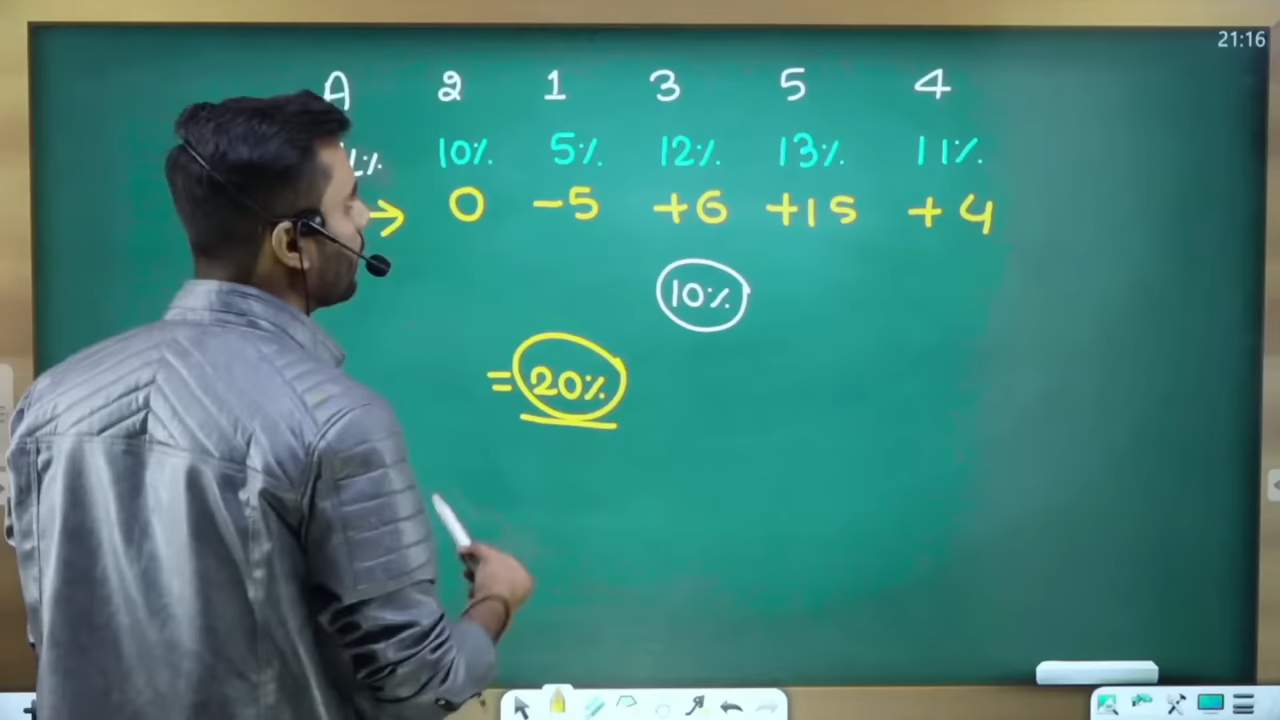 21:16
A 2 1 3 5 4
% 10% 5% 12% 13% 11%
→ 0 -5 +6 +15 +4
10%
=20%